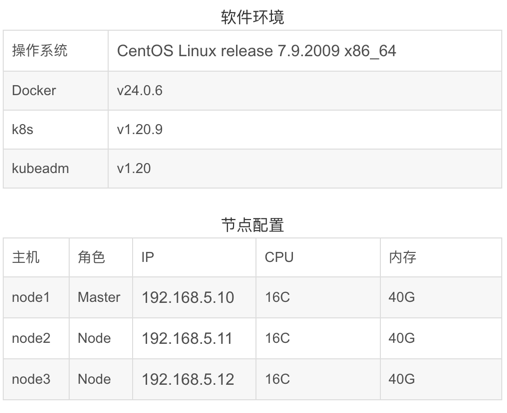 软件环境
操作系统 CentOS Linux release 7.9.2009 x86_64
Docker v24.0.6
k8s v1.20.9
kubeadm v1.20
节点配置
主机 角色 IP CPU 内存
node1 Master 192.168.5.10 16C 40G
node2 Node 192.168.5.11 16C 40G
node3 Node 192.168.5.12 16C 40G